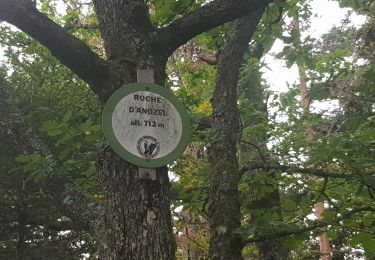 ROCHE
D'ANOZEL
alt. 712 m